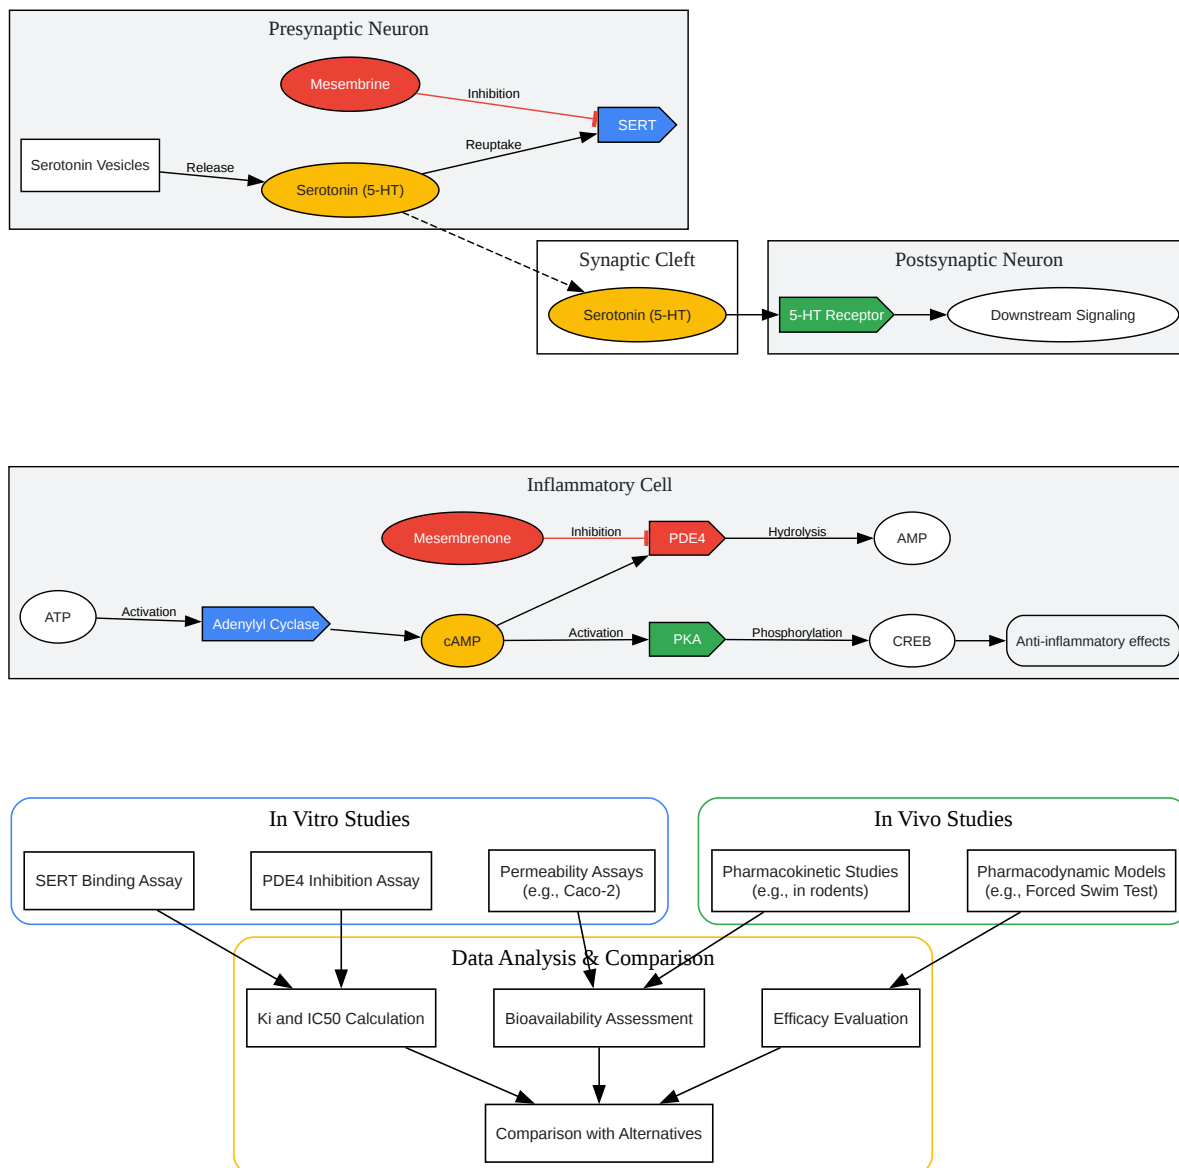 Presynaptic Neuron
Mesembrine
Inhibition
SERT
Serotonin Vesicles
Release
Reuptake
Serotonin (5-HT)
Synaptic Cleft
Serotonin (5-HT)
Postsynaptic Neuron
5-HT Receptor
Downstream Signaling
Inflammatory Cell
Mesembrenone
Inhibition
PDE4
Hydrolysis
AMP
ATP
Activation
Adenylyl Cyclase
cAMP
Activation
PKA
Phosphorylation
CREB
Anti-inflammatory effects
In Vitro Studies
SERT Binding Assay
PDE4 Inhibition Assay
Permeability Assays
(e.g., Caco-2)
In Vivo Studies
Pharmacokinetic Studies
(e.g., in rodents)
Pharmacodynamic Models
(e.g., Forced Swim Test)
Data Analysis & Comparison
Ki and IC50 Calculation
Bioavailability Assessment
Efficacy Evaluation
Comparison with Alternatives